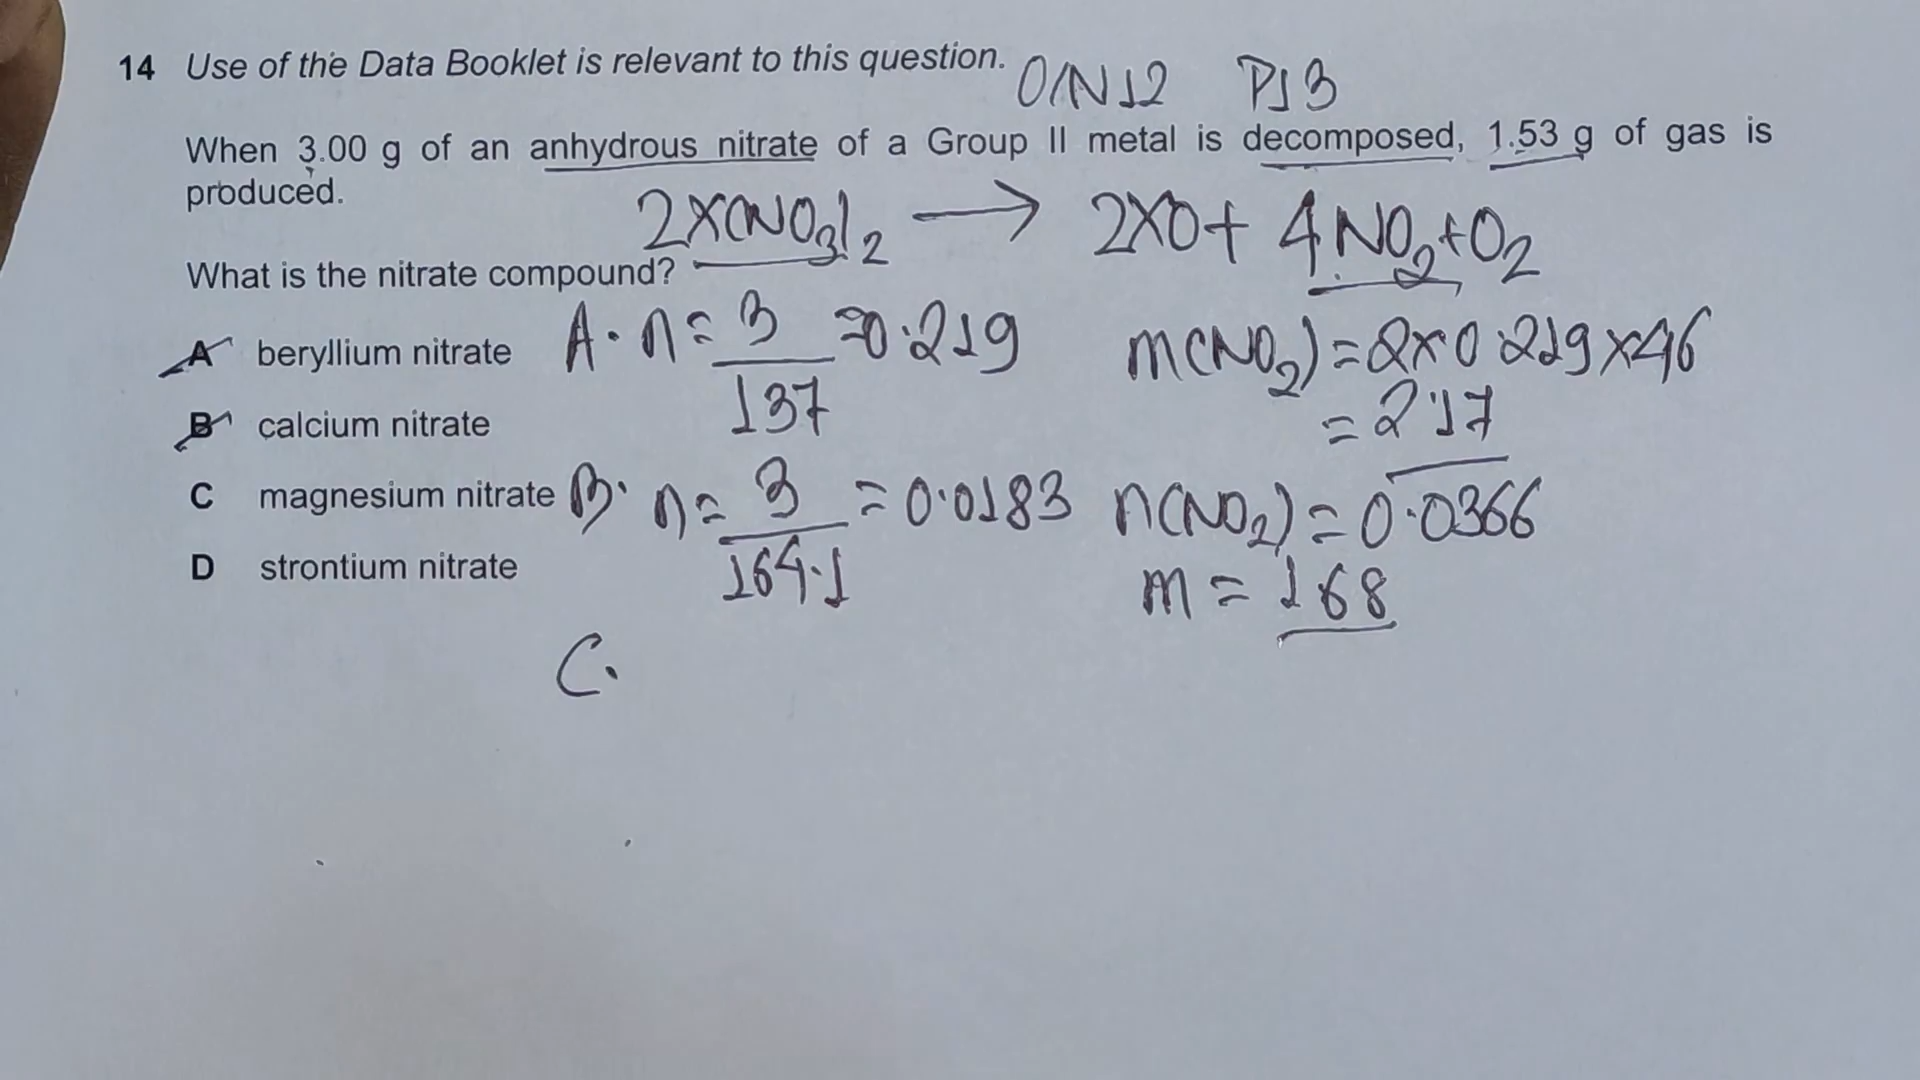 14 Use of the Data Booklet is relevant to this question. O/N12 P13
When 3.00 g of an anhydrous nitrate of a Group II metal is decomposed, 1.53 g of gas is
produced.
2X(NO3)2 → 2XO + 4NO2 + O2
What is the nitrate compound?
A beryllium nitrate
A. n = 3/137 = 0.219
m(NO2) = 2×0.219×46
= 2.17
B calcium nitrate
C magnesium nitrate
B. n = 3/164.1 = 0.0183
n(NO2) = 0.0366
m = 1.68
D strontium nitrate
C.